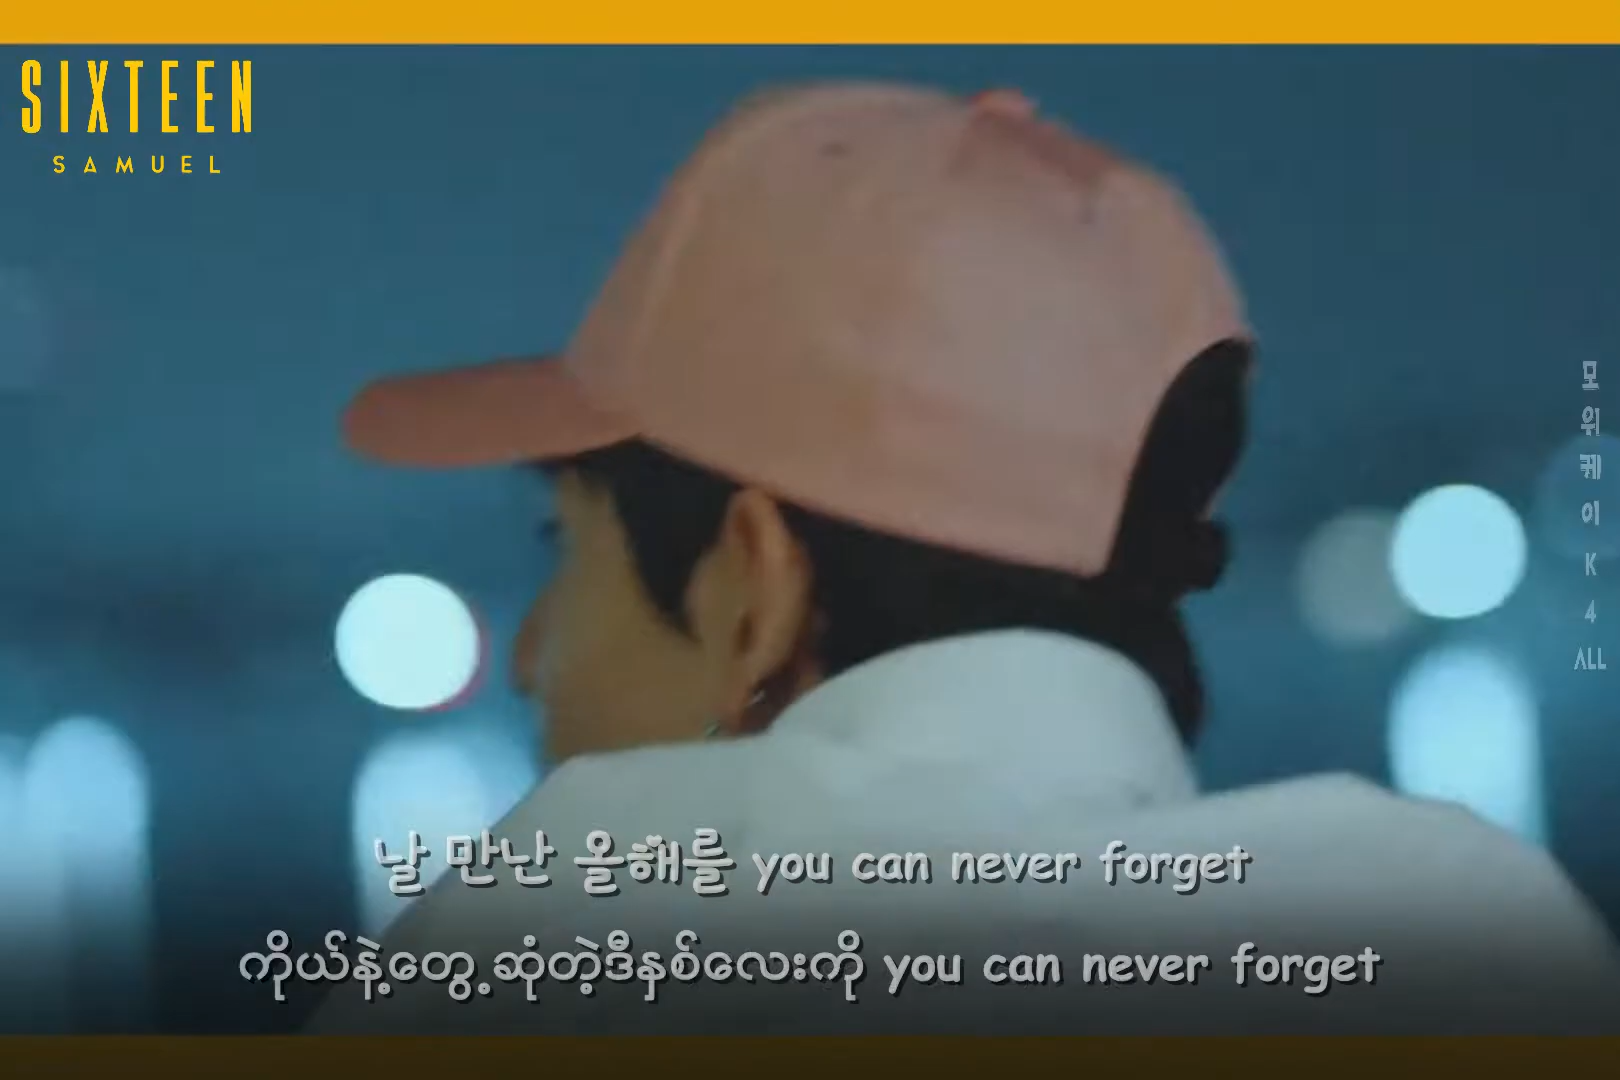 SIXTEEN
SAMUEL
모
위
케
이
K
4
ALL
날 만난 올해를 you can never forget
ကိုယ်နဲ့တွေ့ဆုံတဲ့ဒီနှစ်လေးကို you can never forget